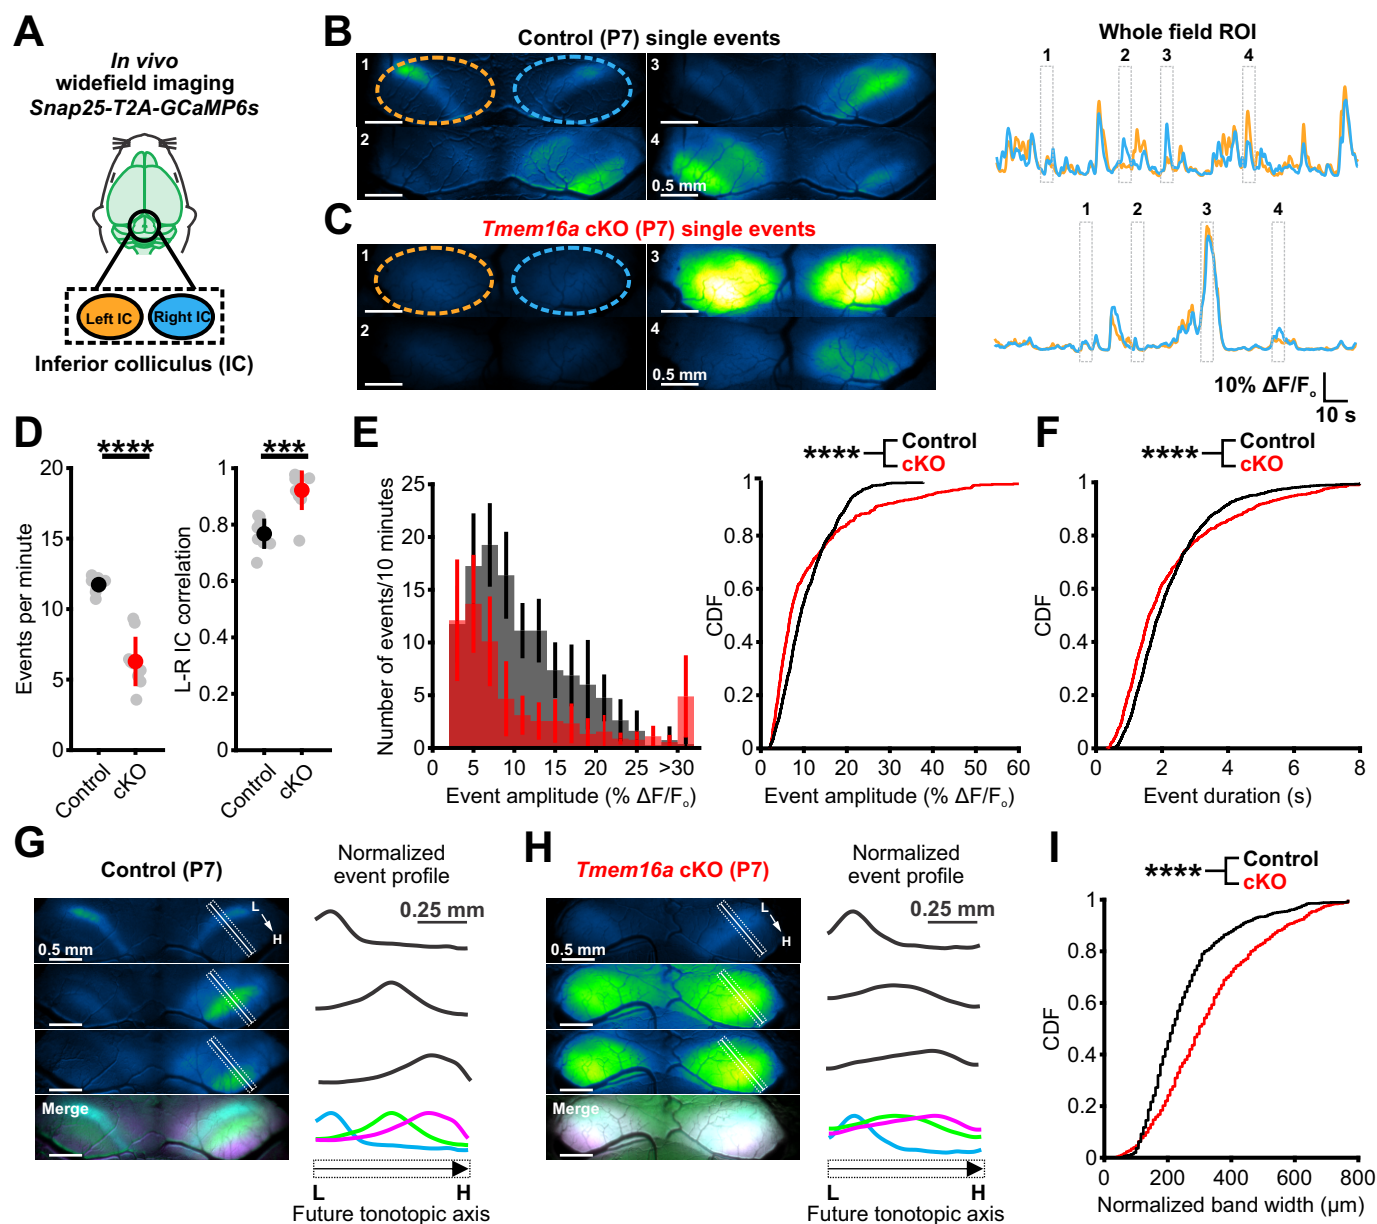 A
In vivo
widefield imaging
Snap25-T2A-GCaMP6s
Left IC
Right IC
Inferior colliculus (IC)
B
Control (P7) single events
1
3
2
4
0.5 mm
Whole field ROI
1 2 3 4
C
Tmem16a cKO (P7) single events
1
3
2
4
0.5 mm
1 2 3 4
10% ΔF/Fo
10 s
D
****
20
15
10
5
0
Events per minute
Control
cKO
***
1
0.8
0.6
0.4
0.2
0
L-R IC correlation
Control
cKO
E
25
20
15
10
5
0
Number of events/10 minutes
0 5 10 15 20 25 >30
Event amplitude (% ΔF/Fo)
****
Control
cKO
1
0.8
0.6
0.4
0.2
0
CDF
0 10 20 30 40 50 60
Event amplitude (% ΔF/Fo)
F
****
Control
cKO
1
0.8
0.6
0.4
0.2
0
CDF
0 2 4 6 8
Event duration (s)
G
Control (P7)
Normalized
event profile
0.25 mm
L
H
0.5 mm
Merge
L H
Future tonotopic axis
H
Tmem16a cKO (P7)
Normalized
event profile
0.25 mm
L
H
0.5 mm
Merge
L H
Future tonotopic axis
I
****
Control
cKO
1
0.8
0.6
0.4
0.2
0
CDF
0 200 400 600 800
Normalized band width (µm)